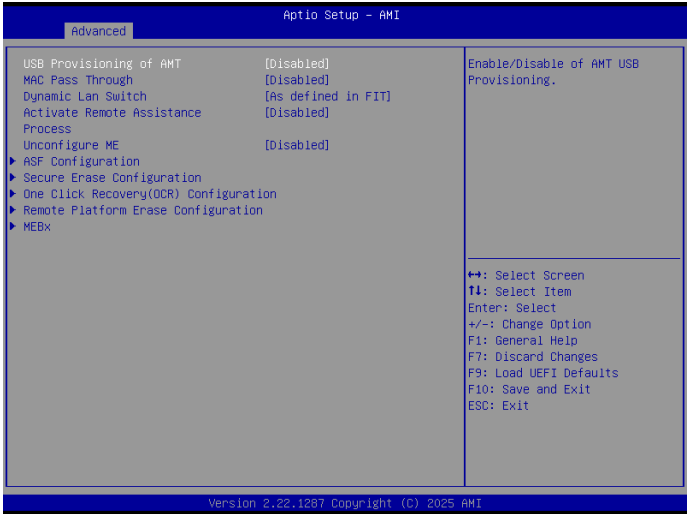 Aptio Setup – AMI
Advanced
USB Provisioning of AMT [Disabled]
MAC Pass Through [Disabled]
Dynamic Lan Switch [As defined in FIT]
Activate Remote Assistance [Disabled]
Process
Unconfigure ME [Disabled]
ASF Configuration
Secure Erase Configuration
One Click Recovery(OCR) Configuration
Remote Platform Erase Configuration
MEBx
Enable/Disable of AMT USB
Provisioning.
↔: Select Screen
↑↓: Select Item
Enter: Select
+/-: Change Option
F1: General Help
F7: Discard Changes
F9: Load UEFI Defaults
F10: Save and Exit
ESC: Exit
Version 2.22.1287 Copyright (C) 2025 AMI